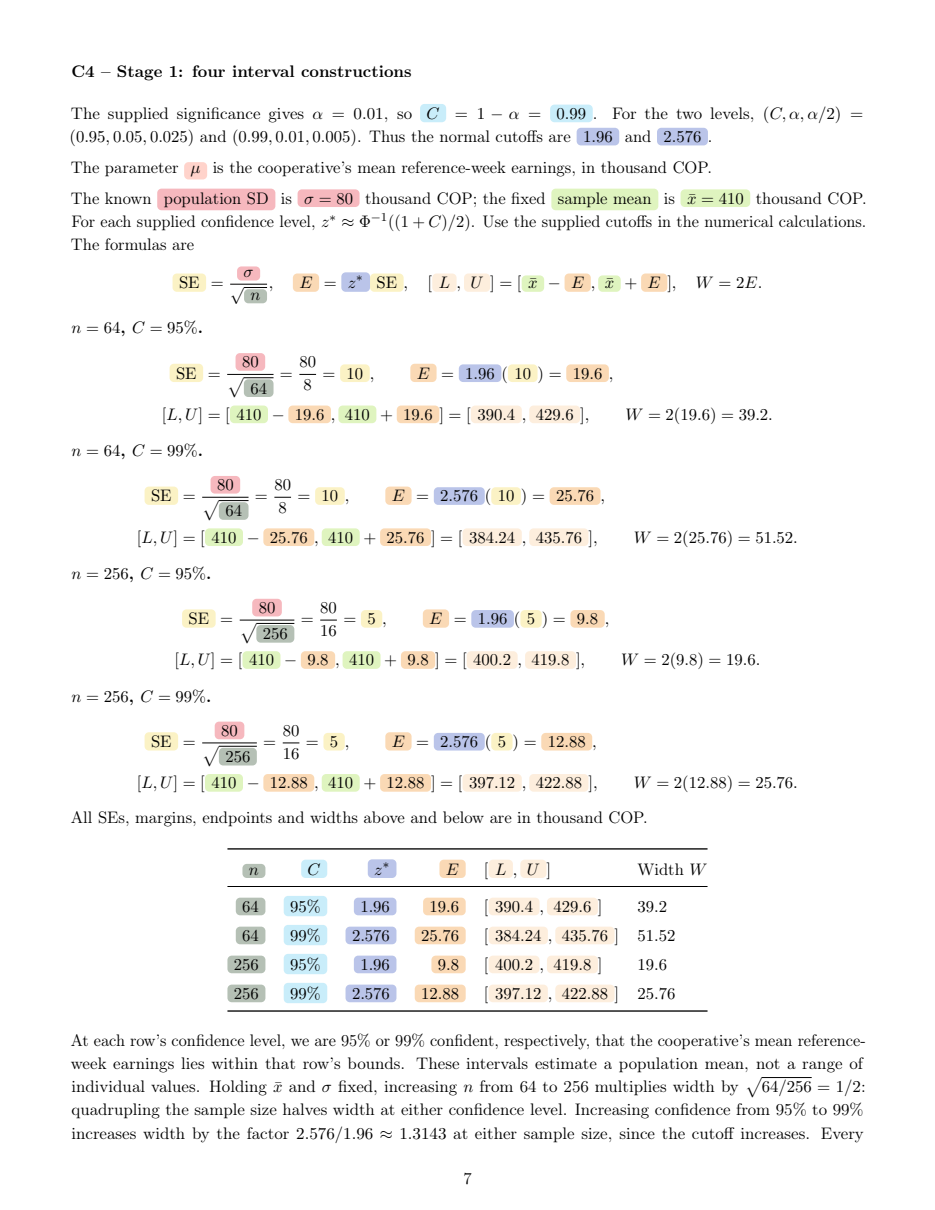 C4 – Stage 1: four interval constructions
The supplied significance gives α = 0.01, so C = 1 − α = 0.99 . For the two levels, (C, α, α/2) =
(0.95, 0.05, 0.025) and (0.99, 0.01, 0.005). Thus the normal cutoffs are 1.96 and 2.576 .
The parameter μ is the cooperative's mean reference-week earnings, in thousand COP.
The known population SD is σ = 80 thousand COP; the fixed sample mean is x̄ = 410 thousand COP.
For each supplied confidence level, z* ≈ Φ⁻¹((1 + C)/2). Use the supplied cutoffs in the numerical calculations.
The formulas are
SE = σ/√n, E = z* SE , [ L , U ] = [ x̄ − E , x̄ + E ], W = 2E.
n = 64, C = 95%.
SE = 80/√64 = 80/8 = 10 , E = 1.96 ( 10 ) = 19.6 ,
[L, U] = [ 410 − 19.6 , 410 + 19.6 ] = [ 390.4 , 429.6 ], W = 2(19.6) = 39.2.
n = 64, C = 99%.
SE = 80/√64 = 80/8 = 10 , E = 2.576 ( 10 ) = 25.76 ,
[L, U] = [ 410 − 25.76 , 410 + 25.76 ] = [ 384.24 , 435.76 ], W = 2(25.76) = 51.52.
n = 256, C = 95%.
SE = 80/√256 = 80/16 = 5 , E = 1.96 ( 5 ) = 9.8 ,
[L, U] = [ 410 − 9.8 , 410 + 9.8 ] = [ 400.2 , 419.8 ], W = 2(9.8) = 19.6.
n = 256, C = 99%.
SE = 80/√256 = 80/16 = 5 , E = 2.576 ( 5 ) = 12.88 ,
[L, U] = [ 410 − 12.88 , 410 + 12.88 ] = [ 397.12 , 422.88 ], W = 2(12.88) = 25.76.
All SEs, margins, endpoints and widths above and below are in thousand COP.
n C z* E [ L , U ] Width W
64 95% 1.96 19.6 [ 390.4 , 429.6 ] 39.2
64 99% 2.576 25.76 [ 384.24 , 435.76 ] 51.52
256 95% 1.96 9.8 [ 400.2 , 419.8 ] 19.6
256 99% 2.576 12.88 [ 397.12 , 422.88 ] 25.76
At each row's confidence level, we are 95% or 99% confident, respectively, that the cooperative's mean reference-
week earnings lies within that row's bounds. These intervals estimate a population mean, not a range of
individual values. Holding x̄ and σ fixed, increasing n from 64 to 256 multiplies width by √64/256 = 1/2:
quadrupling the sample size halves width at either confidence level. Increasing confidence from 95% to 99%
increases width by the factor 2.576/1.96 ≈ 1.3143 at either sample size, since the cutoff increases. Every
7